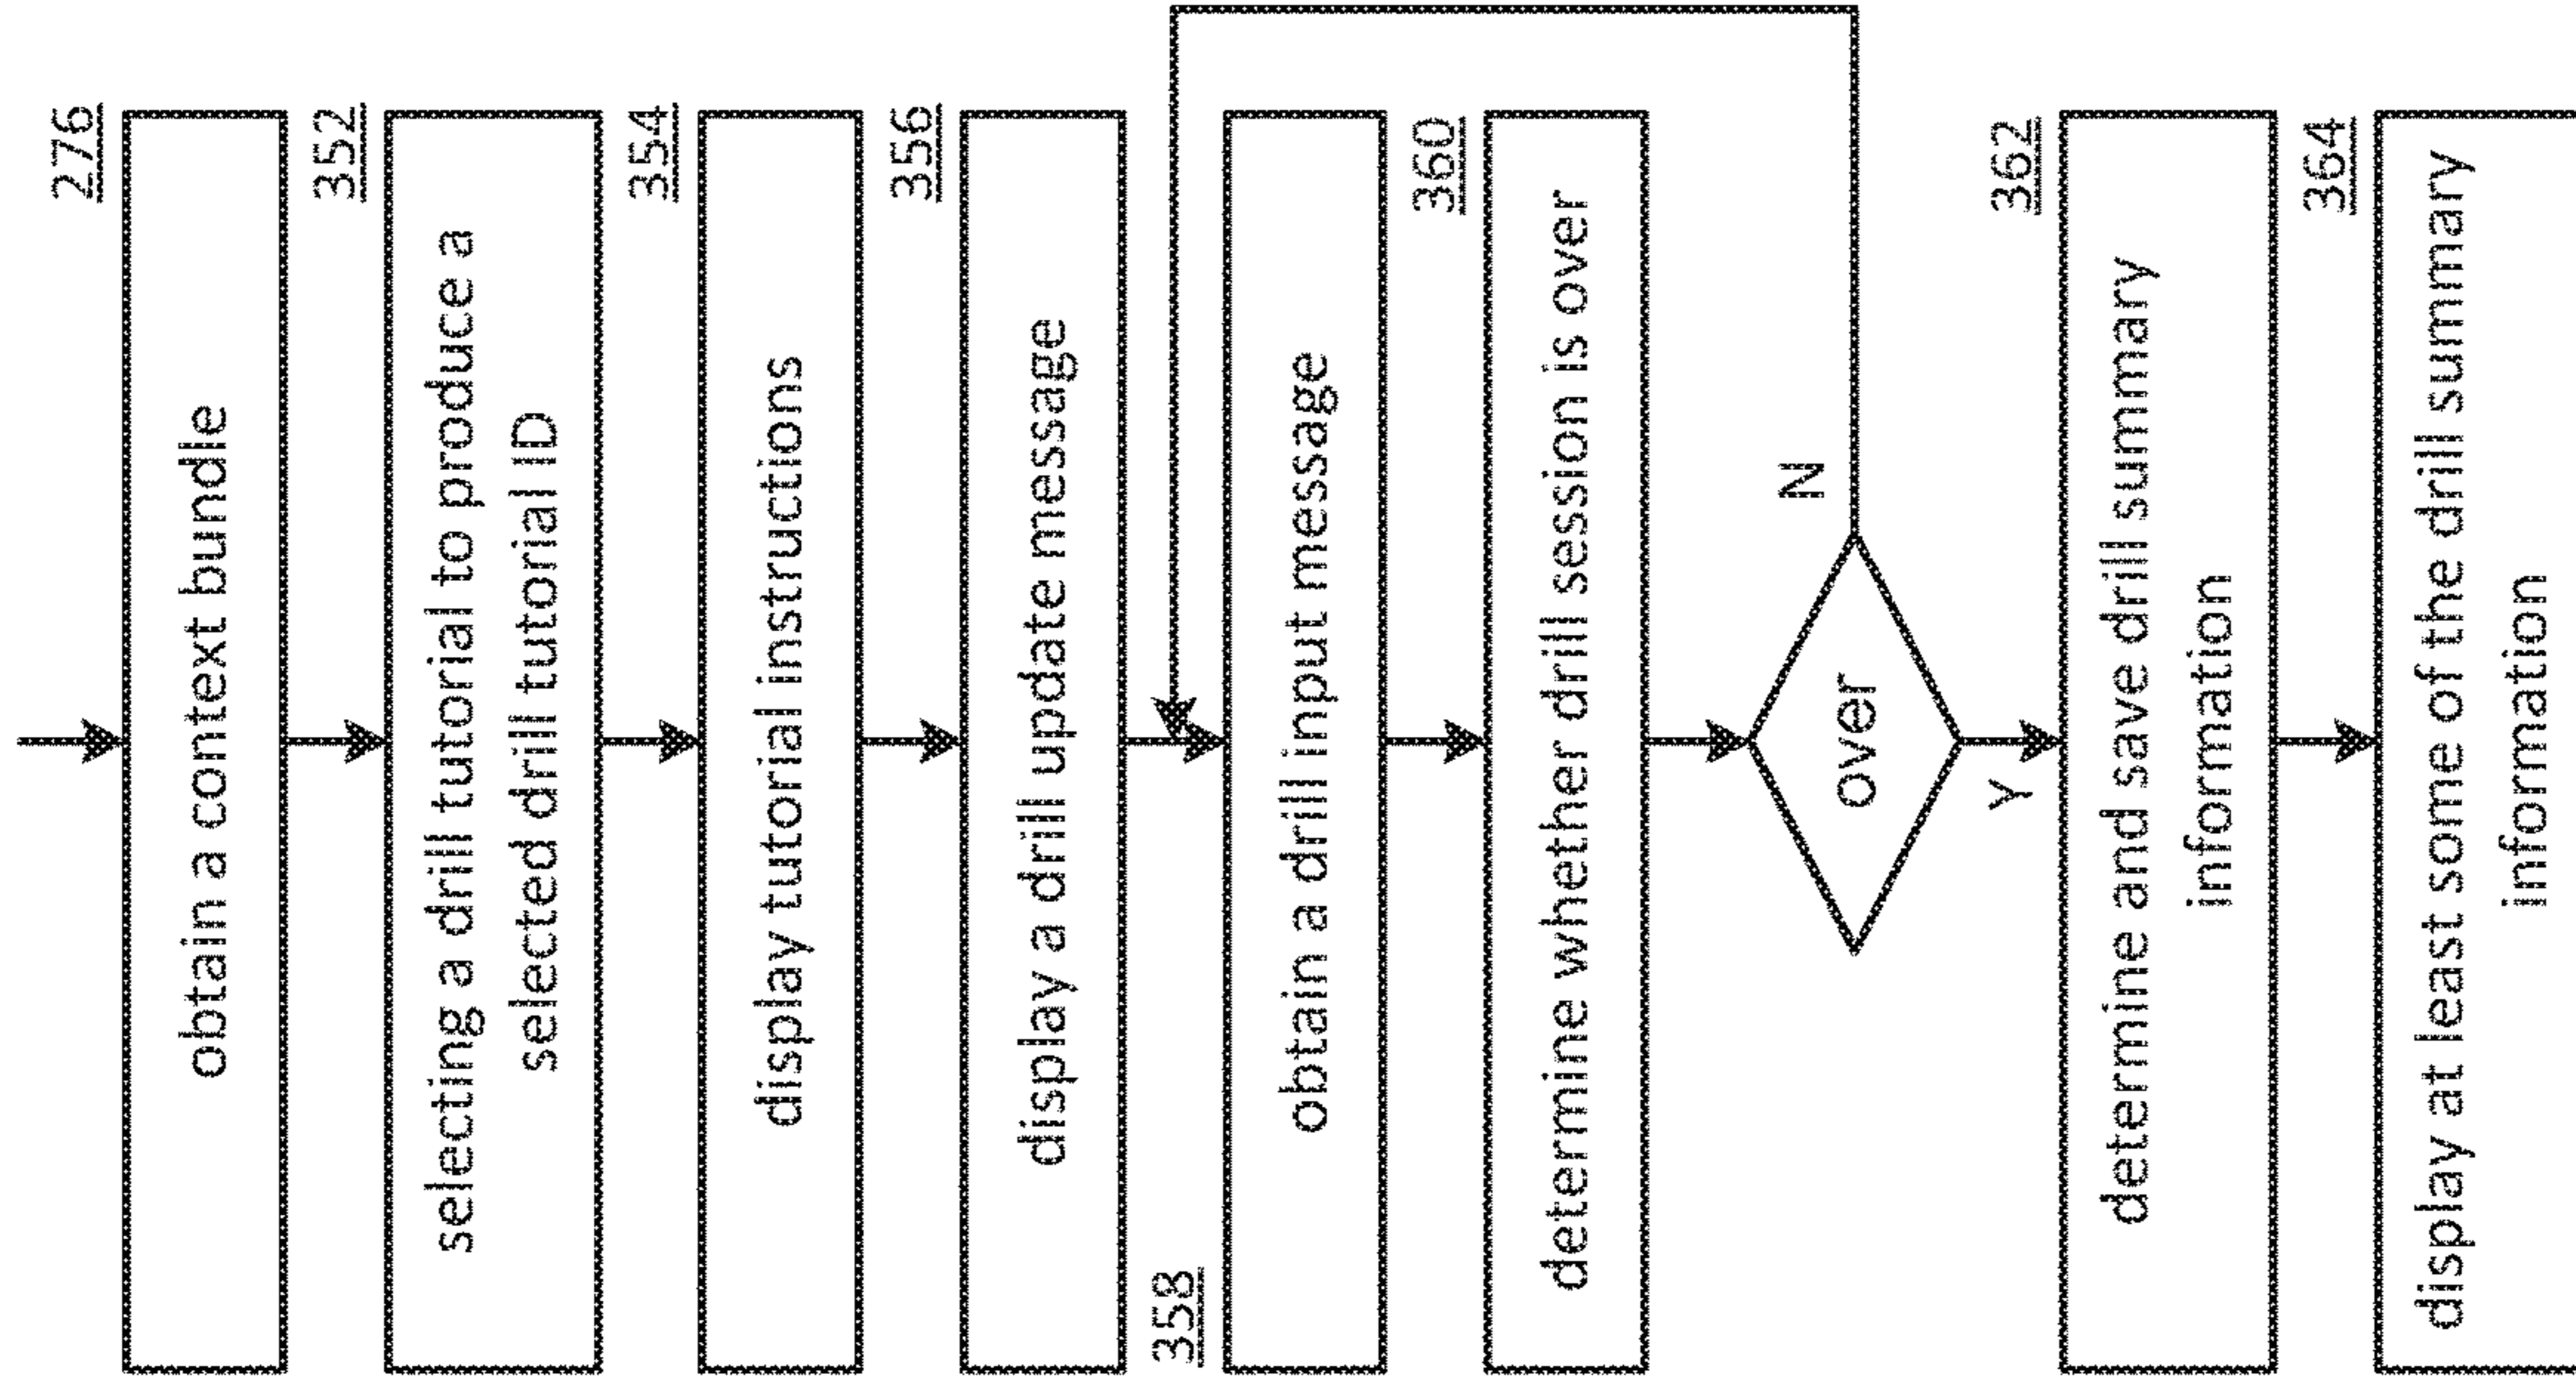 276
obtain a context bundle
352
selecting a drill tutorial to produce a
selected drill tutorial ID
354
display tutorial instructions
356
display a drill update message
358
obtain a drill input message
360
determine whether drill session is over
over
N
Y
362
determine and save drill summary
information
364
display at least some of the drill summary
information